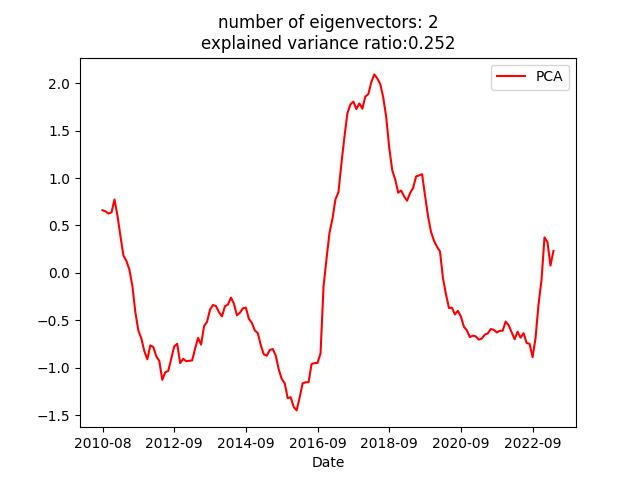 number of eigenvectors: 2
explained variance ratio:0.252
PCA
2.0
1.5
1.0
0.5
0.0
−0.5
−1.0
−1.5
2010-08 2012-09 2014-09 2016-09 2018-09 2020-09 2022-09
Date